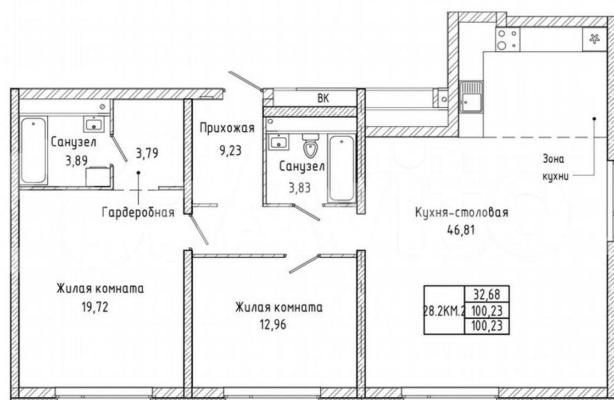 ВК
Санузел
3,89
3,79
Прихожая
9,23
Санузел
3,83
Зона
кухни
Гардеробная
Кухня-столовая
46,81
Жилая комната
19,72
Жилая комната
12,96
32,68
28.2КМ.2
100,23
100,23